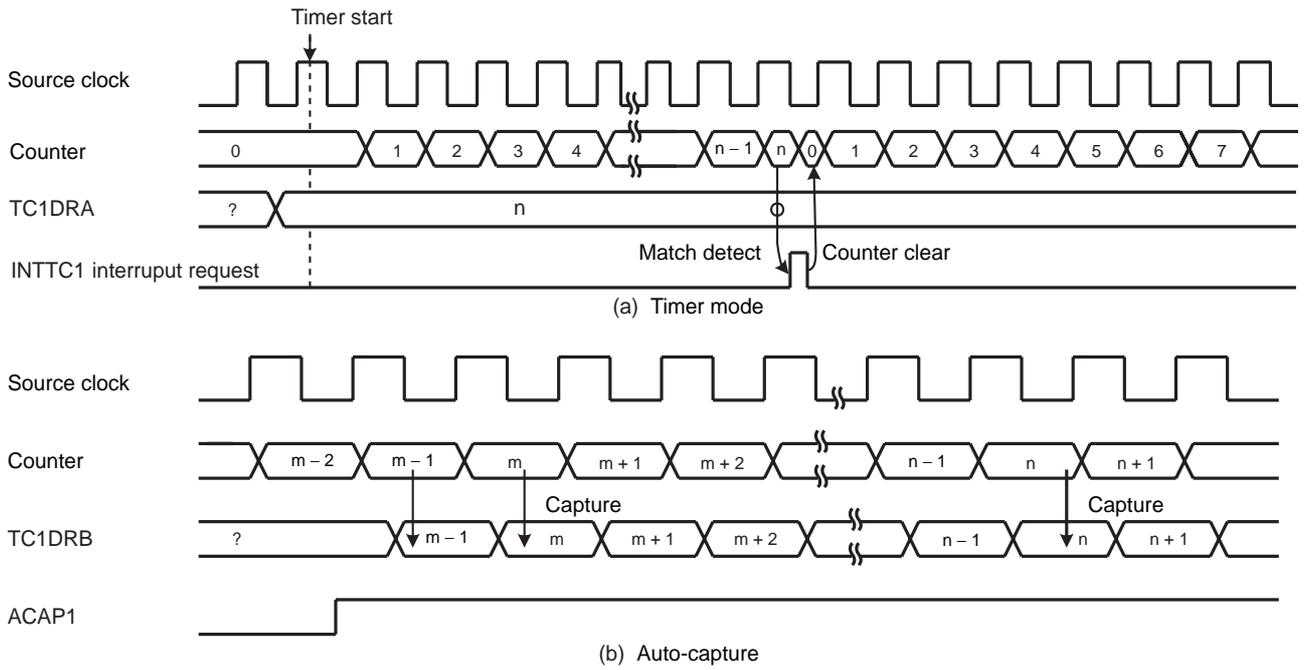 Timer start
Source clock
Counter 0 1 2 3 4 n – 1 n 0 1 2 3 4 5 6 7
TC1DRA ? n
Match detect Counter clear
INTTC1 interruput request
(a) Timer mode
Source clock
Counter m – 2 m – 1 m m + 1 m + 2 n – 1 n n + 1
Capture Capture
TC1DRB ? m – 1 m m + 1 m + 2 n – 1 n n + 1
ACAP1
(b) Auto-capture